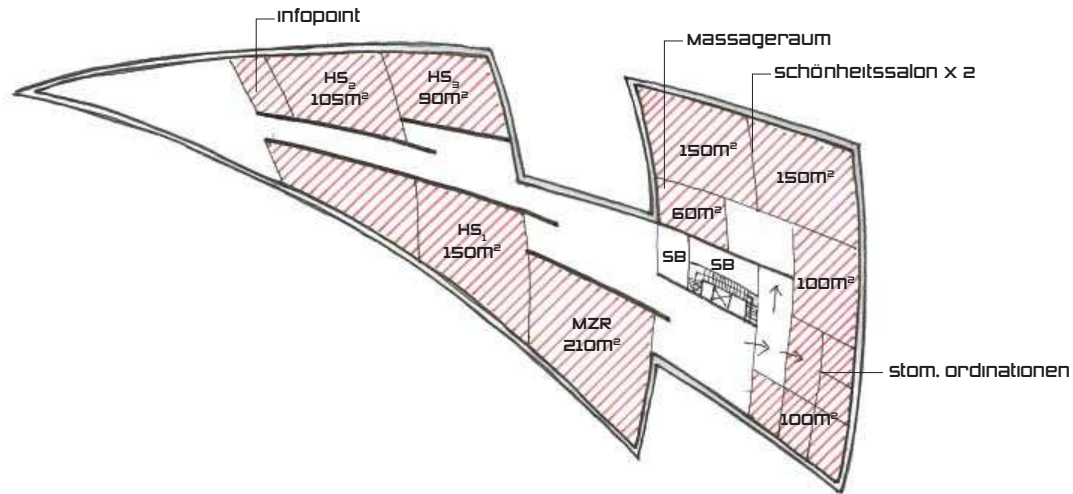 infopoint
massageraum
schönheitssalon x 2
HS₂
105m²
HS₃
90m²
150m²
150m²
60m²
HS₁
150m²
SB
SB
100m²
MZR
210m²
stom. ordinationen
100m²